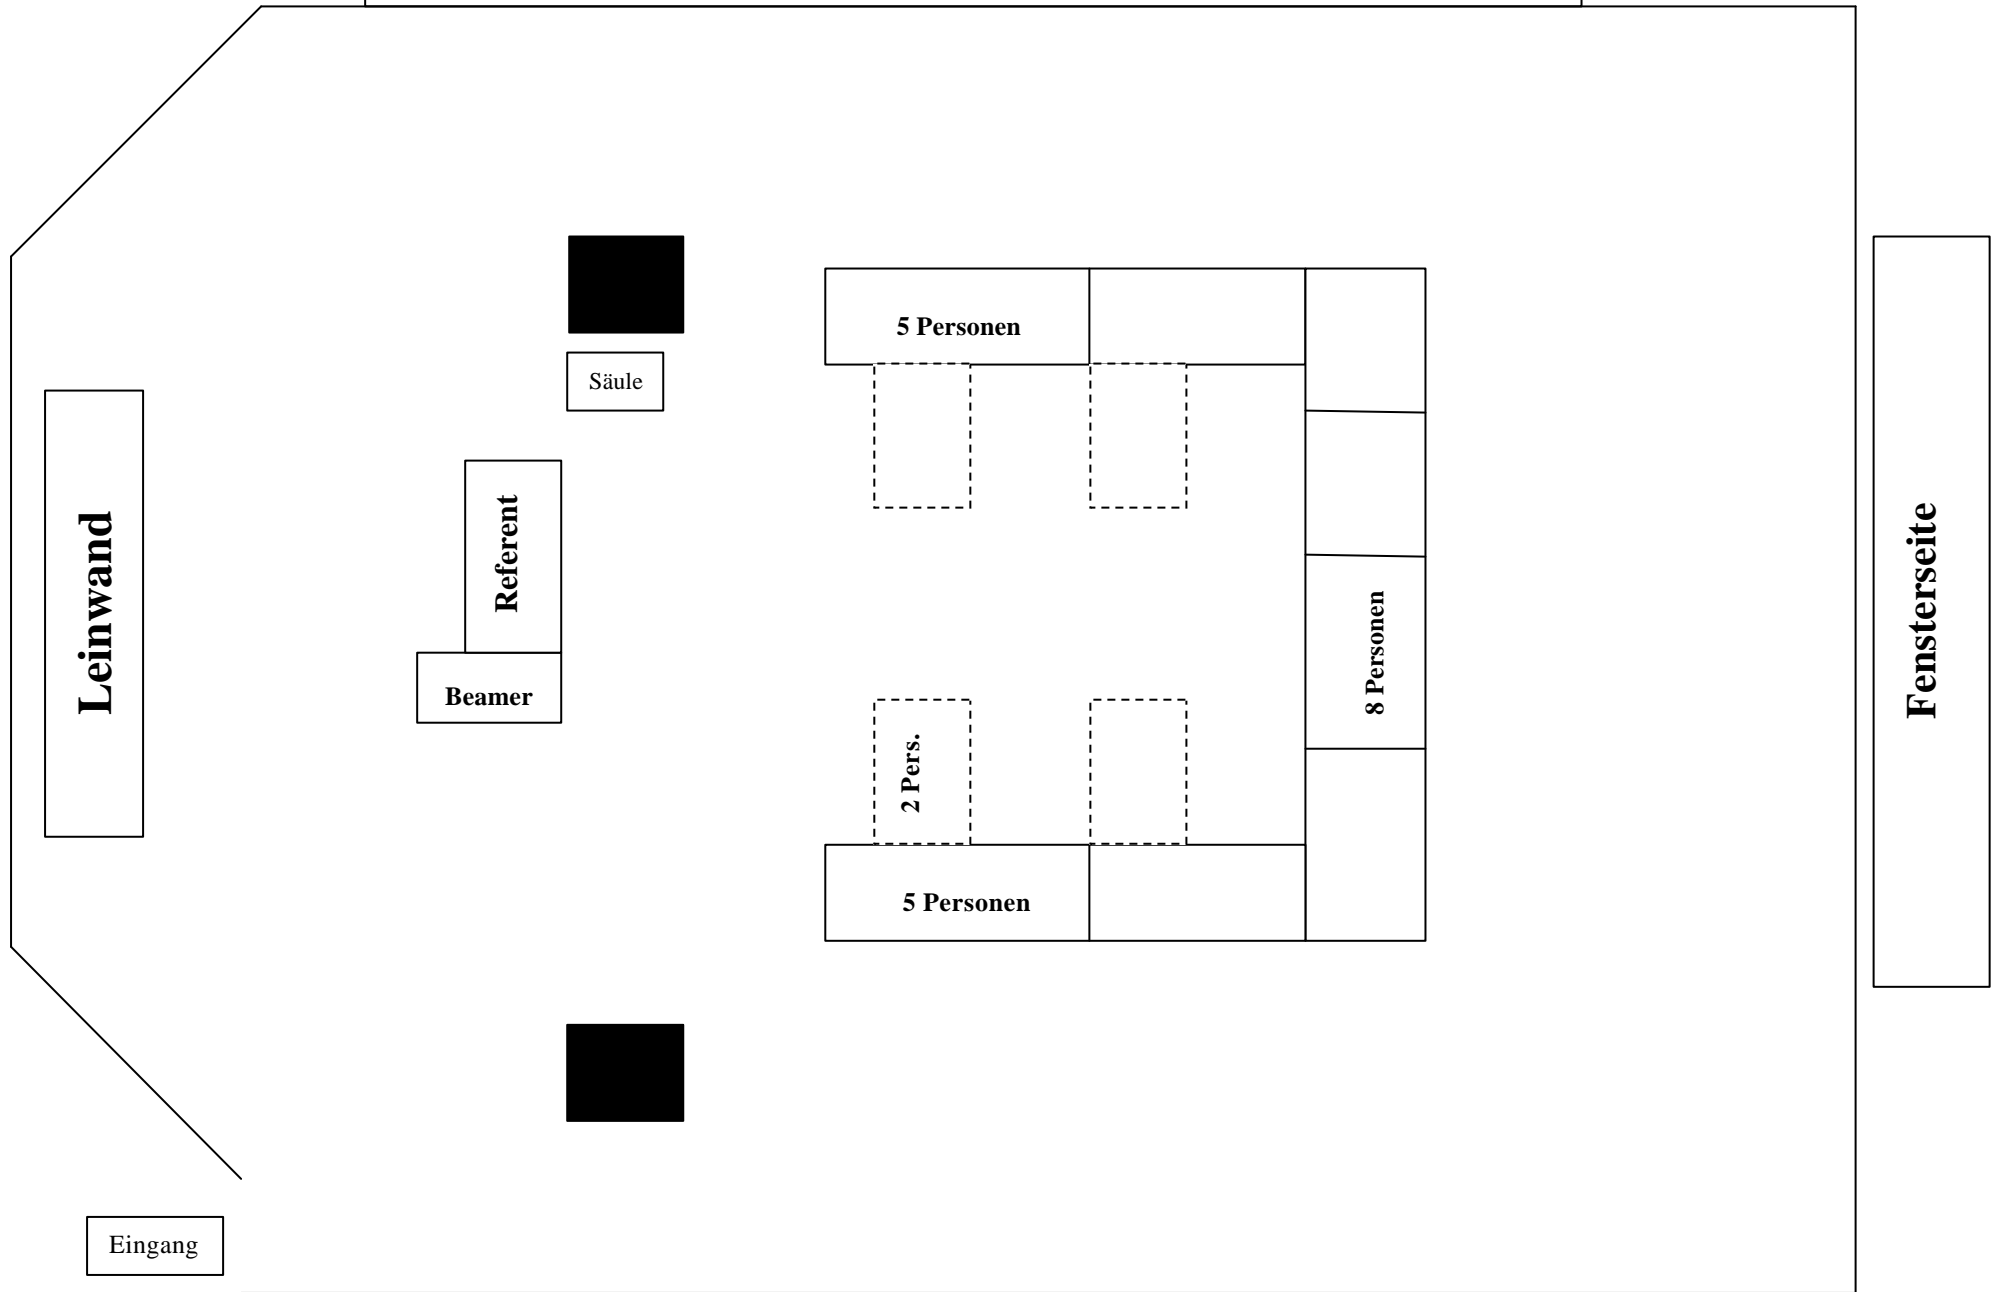 5 Personen
Säule
Leinwand
Referent
Beamer
2 Pers.
8 Personen
Fensterseite
5 Personen
Eingang